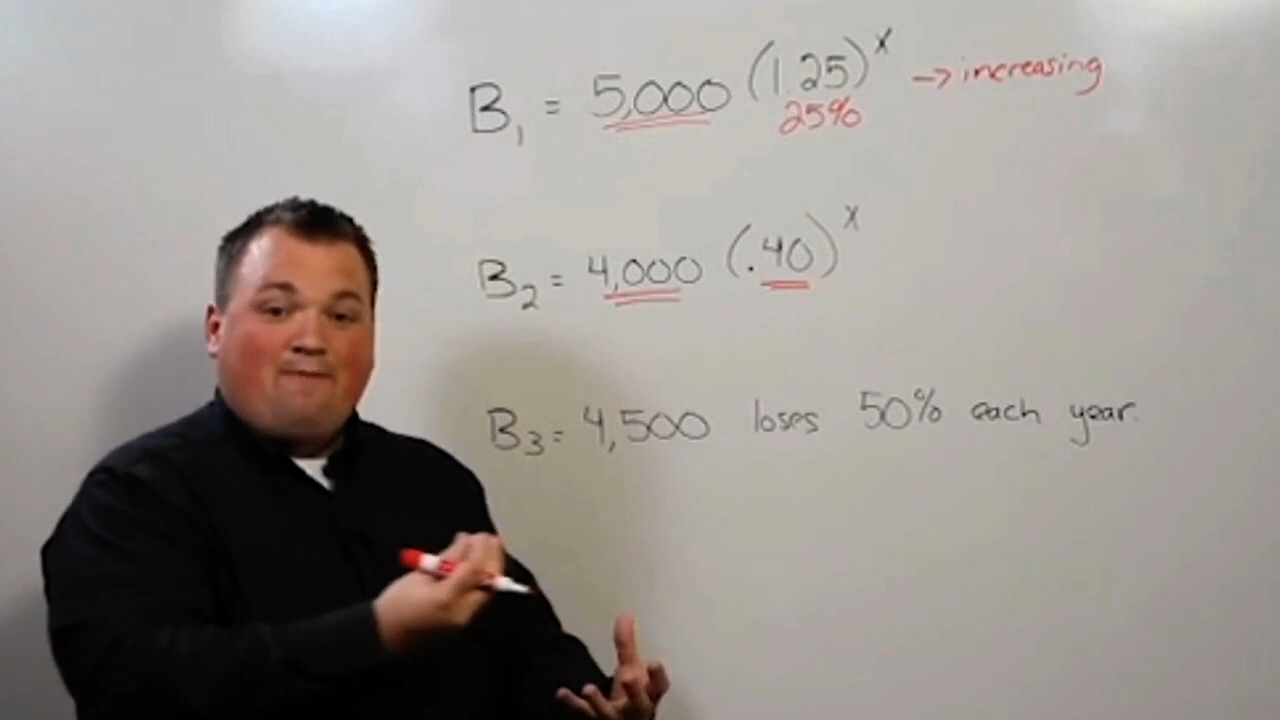 B₁ = 5,000 (1.25)ˣ → increasing
25%
B₂ = 4,000 (.40)ˣ
B₃ = 4,500 loses 50% each year.